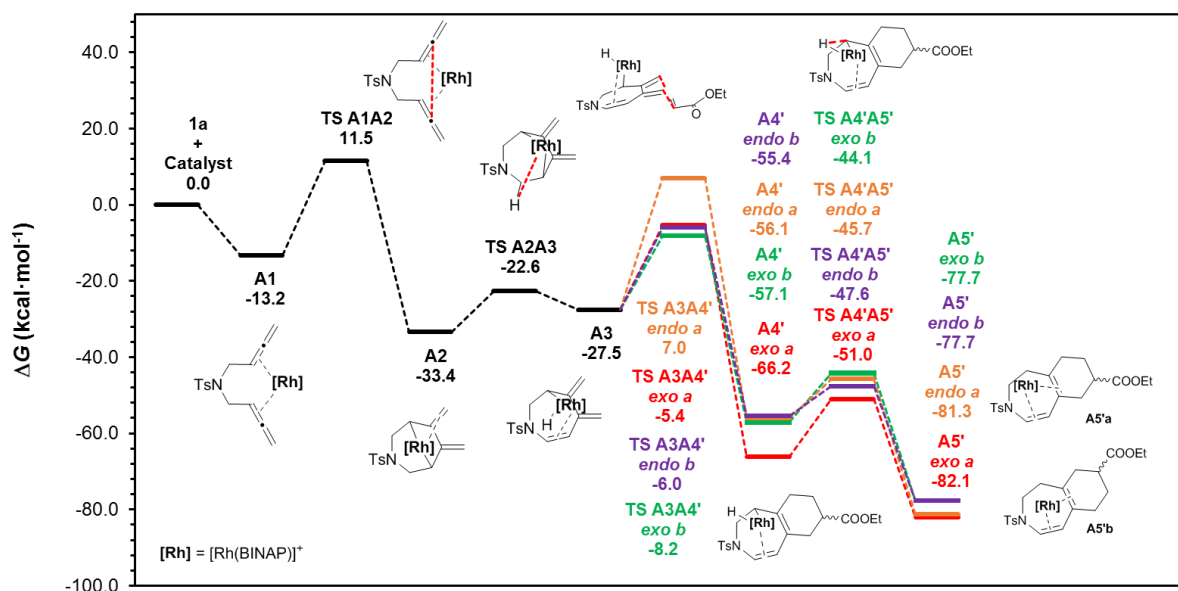 ΔG (kcal·mol⁻¹)
40.0
20.0
0.0
-20.0
-40.0
-60.0
-80.0
-100.0
1a
+
Catalyst
0.0
A1
-13.2
TsN
[Rh]
TS A1A2
11.5
TsN
[Rh]
A2
-33.4
TsN
[Rh]
TS A2A3
-22.6
TsN
[Rh]
H
A3
-27.5
TsN
[Rh]
H
H
[Rh]
TsN
OEt
O
TS A3A4'
endo a
7.0
TS A3A4'
exo a
-5.4
TS A3A4'
endo b
-6.0
TS A3A4'
exo b
-8.2
A4'
endo b
-55.4
A4'
endo a
-56.1
A4'
exo b
-57.1
A4'
exo a
-66.2
H
[Rh]
TsN
COOEt
H
[Rh]
TsN
COOEt
TS A4'A5'
exo b
-44.1
TS A4'A5'
endo a
-45.7
TS A4'A5'
endo b
-47.6
TS A4'A5'
exo a
-51.0
A5'
exo b
-77.7
A5'
endo b
-77.7
A5'
endo a
-81.3
A5'
exo a
-82.1
[Rh]
TsN
COOEt
A5'a
COOEt
[Rh]
TsN
A5'b
[Rh] = [Rh(BINAP)]⁺